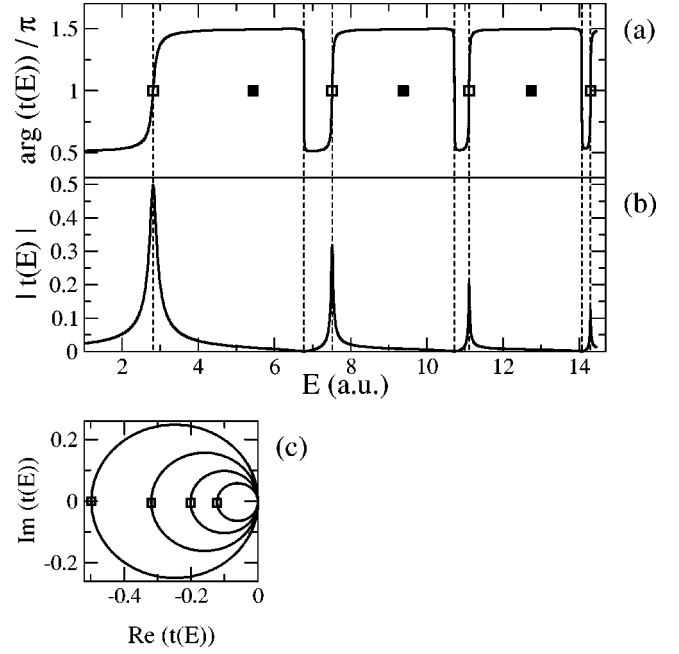 1.5
1
0.5
arg (t(E)) / π
(a)
0.5
0.4
0.3
0.2
0.1
0
| t(E) |
(b)
2 4 6 8 10 12 14
E (a.u.)
0.2
0
-0.2
Im (t(E))
(c)
-0.4 -0.2 0
Re (t(E))